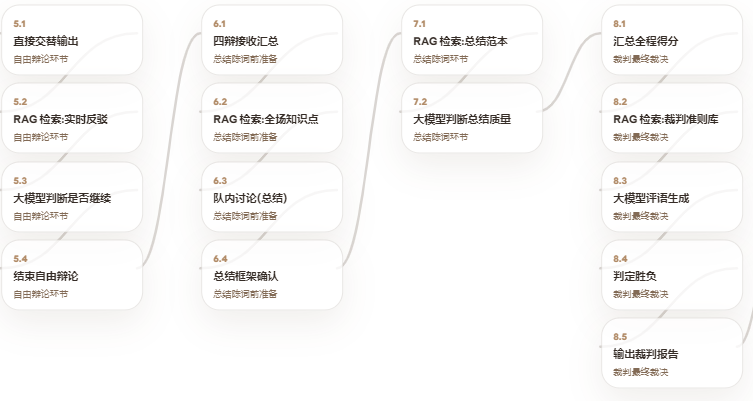 5.1
直接交替输出
自由辩论环节
5.2
RAG 检索:实时反驳
自由辩论环节
5.3
大模型判断是否继续
自由辩论环节
5.4
结束自由辩论
自由辩论环节
6.1
四辩接收汇总
总结陈词前准备
6.2
RAG 检索:全场知识点
总结陈词前准备
6.3
队内讨论(总结)
总结陈词前准备
6.4
总结框架确认
总结陈词前准备
7.1
RAG 检索:总结范本
总结陈词环节
7.2
大模型判断总结质量
总结陈词环节
8.1
汇总全程得分
裁判最终裁决
8.2
RAG 检索:裁判准则库
裁判最终裁决
8.3
大模型评语生成
裁判最终裁决
8.4
判定胜负
裁判最终裁决
8.5
输出裁判报告
裁判最终裁决